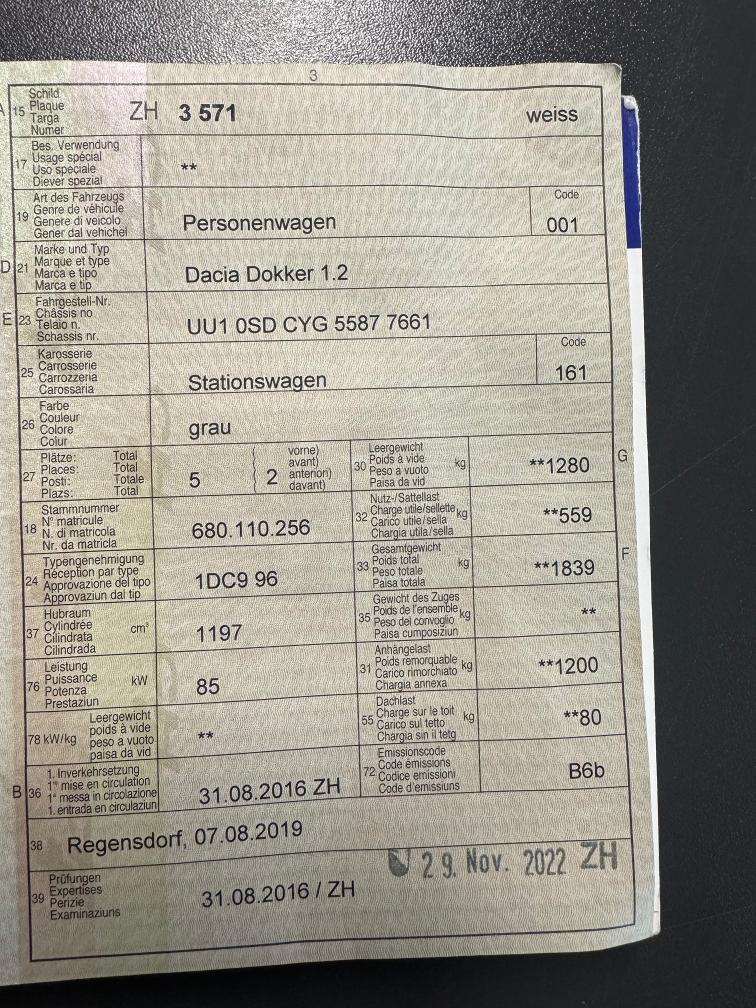 3
A 15 Schild
Plaque
Targa
Numer
ZH 3 571 weiss
17 Bes. Verwendung
Usage spécial
Uso speciale
Diever spezial
**
19 Art des Fahrzeugs
Genre de véhicule
Genere di veicolo
Gener dal vehichel
Personenwagen
Code
001
D 21 Marke und Typ
Marque et type
Marca e tipo
Marca e tip
Dacia Dokker 1.2
E 23 Fahrgestell-Nr.
Châssis no
Telaio n.
Schassis nr.
UU1 0SD CYG 5587 7661
25 Karosserie
Carrosserie
Carrozzeria
Carossaria
Stationswagen
Code
161
26 Farbe
Couleur
Colore
Colur
grau
27 Plätze: Total
Places: Total
Posti: Totale
Plazs: Total
5
2
vorne)
avant)
anteriori)
davant)
30 Leergewicht
Poids à vide
Peso a vuoto
Paisa da vid
kg
**1280
G
18 Stammnummer
N° matricule
N. di matricola
Nr. da matricla
680.110.256
32 Nutz-/Sattellast
Charge utile/sellette
Carico utile/sella
Chargia utila/sella
kg
**559
24 Typengenehmigung
Réception par type
Approvazione del tipo
Approvaziun dal tip
1DC9 96
33 Gesamtgewicht
Poids total
Peso totale
Paisa totala
kg
**1839
F
37 Hubraum
Cylindrée
Cilindrata
Cilindrada
cm³
1197
35 Gewicht des Zuges
Poids de l'ensemble
Peso del convoglio
Paisa cumposiziun
kg
**
76 Leistung
Puissance
Potenza
Prestaziun
kW
85
31 Anhängelast
Poids remorquable
Carico rimorchiato
Chargia annexa
kg
**1200
78 kW/kg Leergewicht
poids à vide
peso a vuoto
paisa da vid
**
55 Dachlast
Charge sur le toit
Carico sul tetto
Chargia sin il tetg
kg
**80
B 36 1. Inverkehrsetzung
1re mise en circulation
1a messa in circolazione
1. entrada en circulaziun
31.08.2016 ZH
72 Emissionscode
Code émissions
Codice emissioni
Code d'emissiuns
B6b
38 Regensdorf, 07.08.2019
39 Prüfungen
Expertises
Perizie
Examinaziuns
31.08.2016 / ZH
29. Nov. 2022 ZH